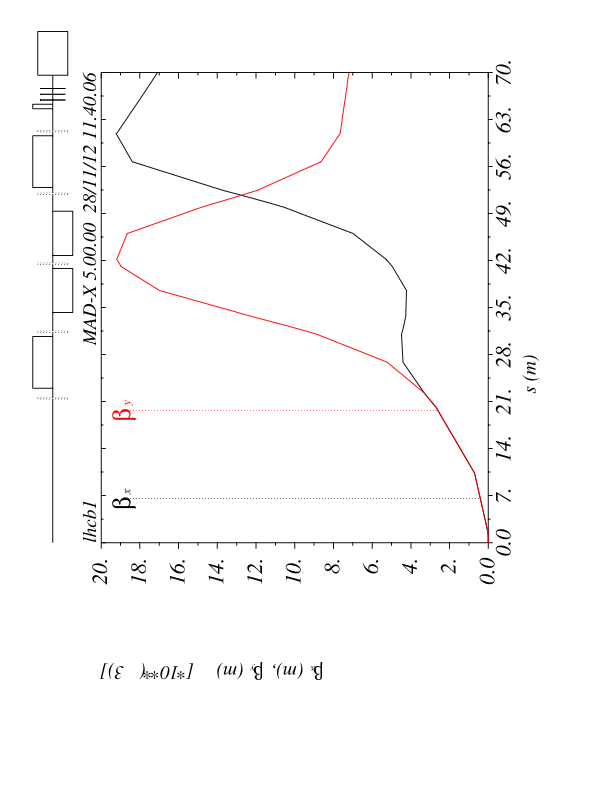 lhcb1 MAD-X 5.00.00 28/11/12 11.40.06
βx
βy
20.
18.
16.
14.
12.
10.
8.
6.
4.
2.
0.0
0.0 7. 14. 21. 28. 35. 42. 49. 56. 63. 70.
s (m)
βx (m), βy (m) [*10**( 3)]